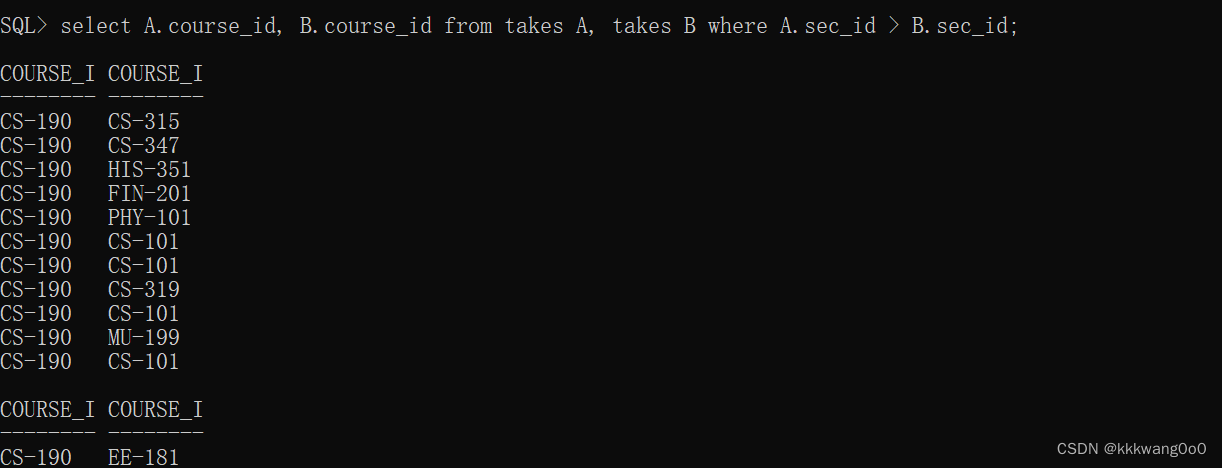 SQL> select A.course_id, B.course_id from takes A, takes B where A.sec_id > B.sec_id;
COURSE_I COURSE_I
-------- --------
CS-190 CS-315
CS-190 CS-347
CS-190 HIS-351
CS-190 FIN-201
CS-190 PHY-101
CS-190 CS-101
CS-190 CS-101
CS-190 CS-319
CS-190 CS-101
CS-190 MU-199
CS-190 CS-101
COURSE_I COURSE_I
-------- --------
CS-190 EE-181
CSDN @kkkwang0o0